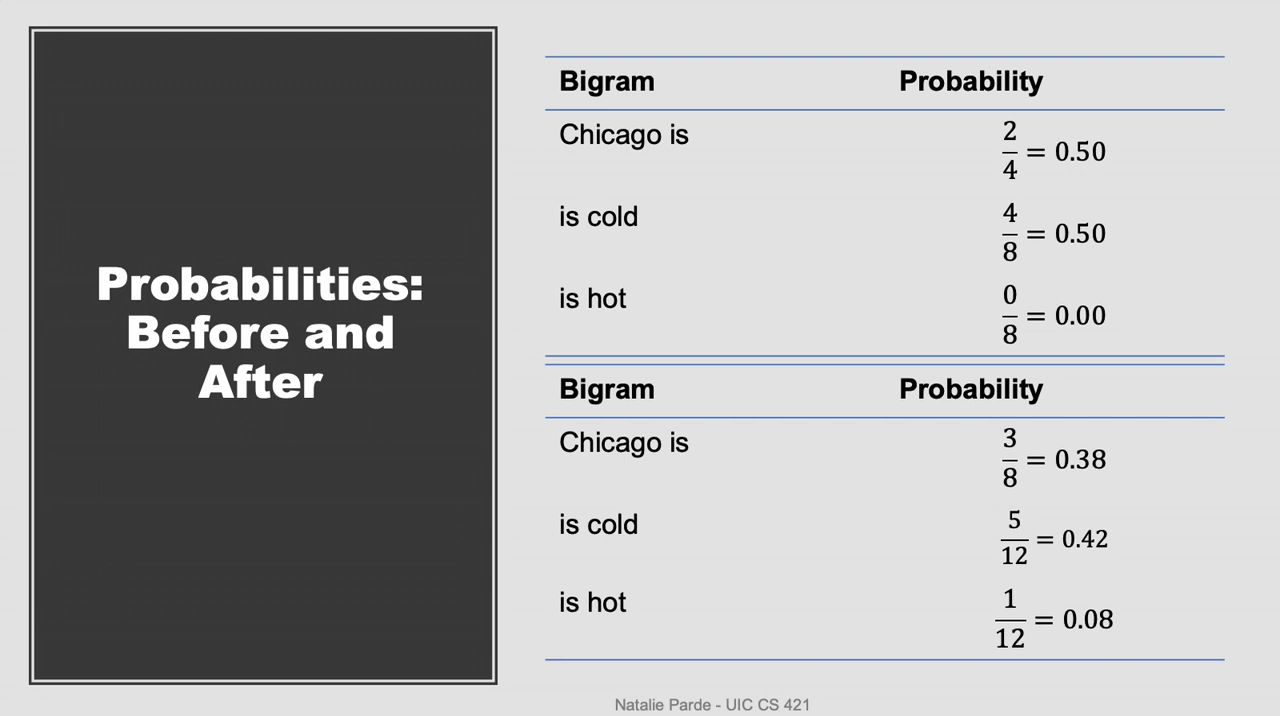 Probabilities:
Before and
After
Bigram Probability
Chicago is 2/4 = 0.50
is cold 4/8 = 0.50
is hot 0/8 = 0.00
Bigram Probability
Chicago is 3/8 = 0.38
is cold 5/12 = 0.42
is hot 1/12 = 0.08
Natalie Parde - UIC CS 421